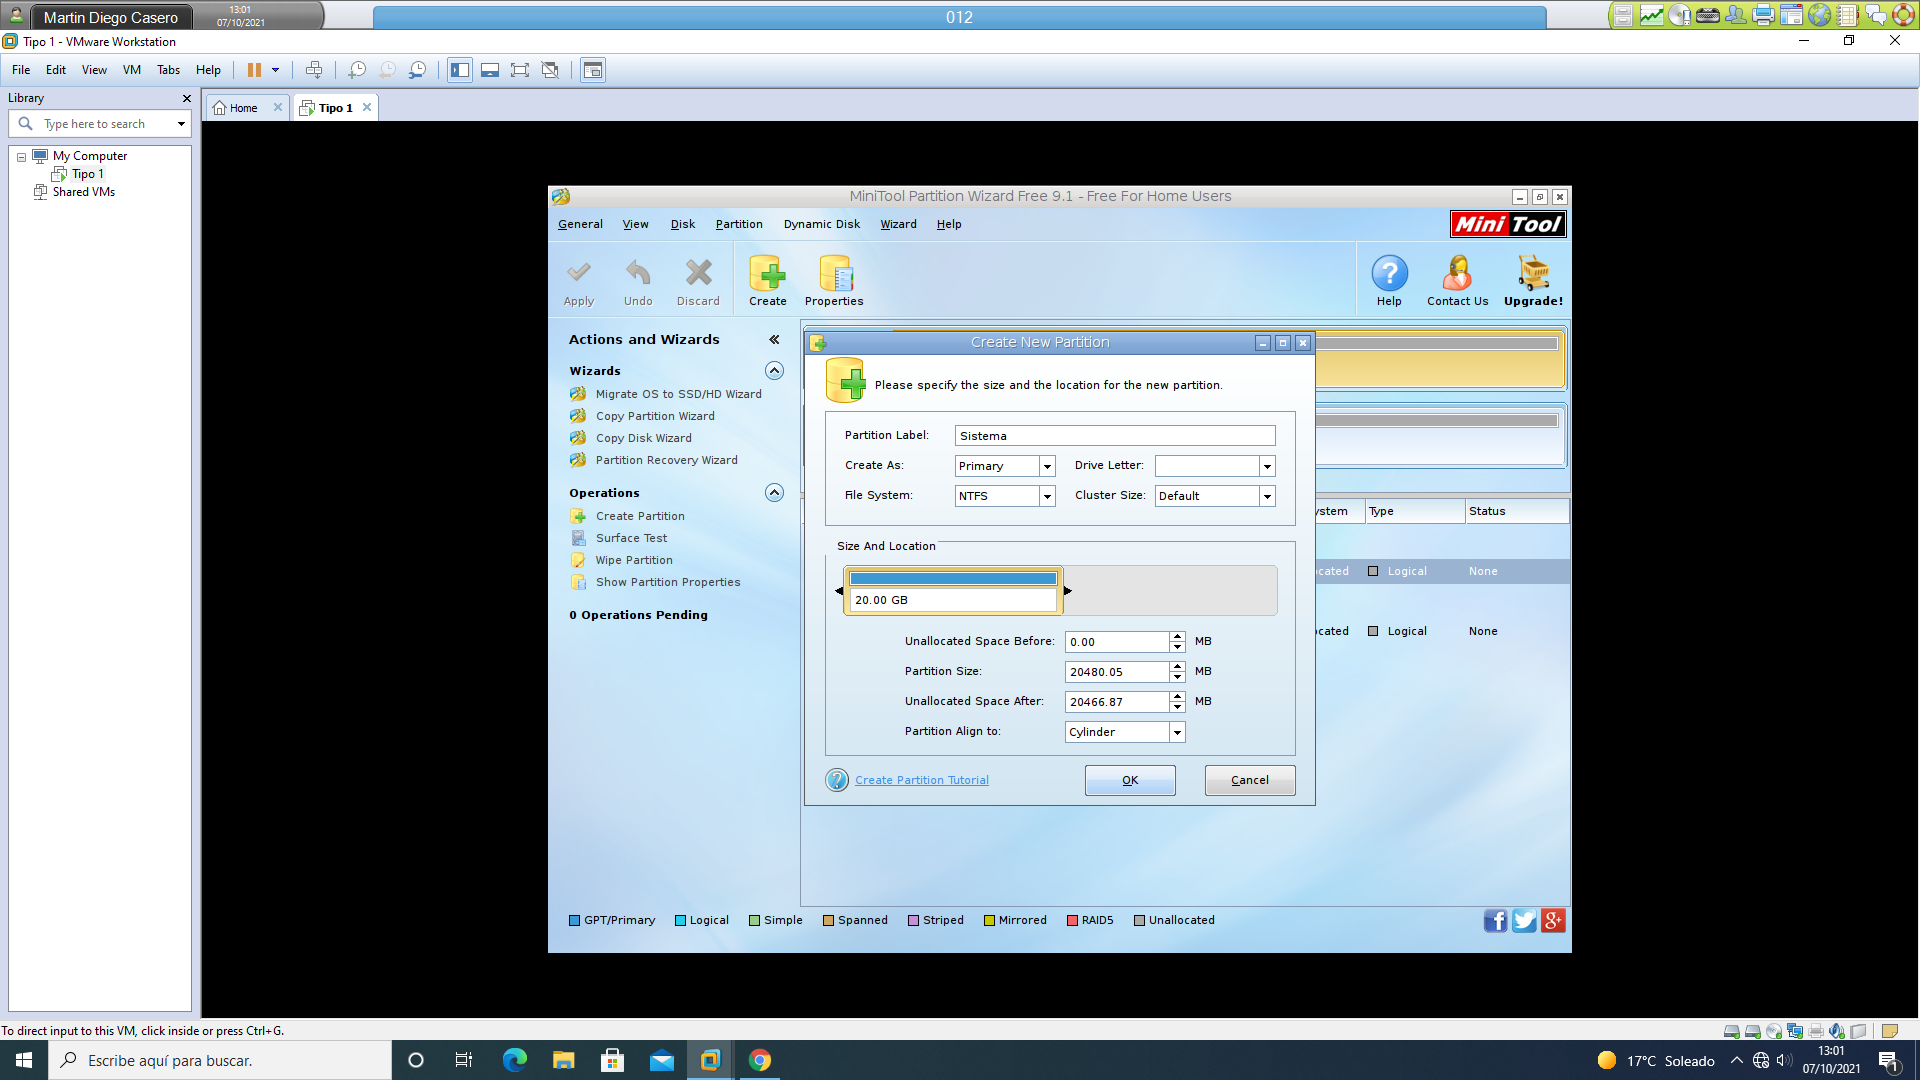 Martin Diego Casero
13:01
07/10/2021
012
Tipo 1 - VMware Workstation
File Edit View VM Tabs Help
Library
Home
Tipo 1
Type here to search
My Computer
Tipo 1
Shared VMs
MiniTool Partition Wizard Free 9.1 - Free For Home Users
General View Disk Partition Dynamic Disk Wizard Help
Mini Tool
Apply Undo Discard Create Properties Help Contact Us Upgrade!
Actions and Wizards
Wizards
Migrate OS to SSD/HD Wizard
Copy Partition Wizard
Copy Disk Wizard
Partition Recovery Wizard
Operations
Create Partition
Surface Test
Wipe Partition
Show Partition Properties
0 Operations Pending
Create New Partition
Please specify the size and the location for the new partition.
Partition Label: Sistema
Create As: Primary Drive Letter:
File System: NTFS Cluster Size: Default
Size And Location
20.00 GB
Unallocated Space Before: 0.00 MB
Partition Size: 20480.05 MB
Unallocated Space After: 20466.87 MB
Partition Align to: Cylinder
Create Partition Tutorial
OK Cancel
stem Type Status
cated Logical None
cated Logical None
GPT/Primary Logical Simple Spanned Striped Mirrored RAID5 Unallocated
To direct input to this VM, click inside or press Ctrl+G.
Escribe aquí para buscar.
17°C Soleado
13:01
07/10/2021
1